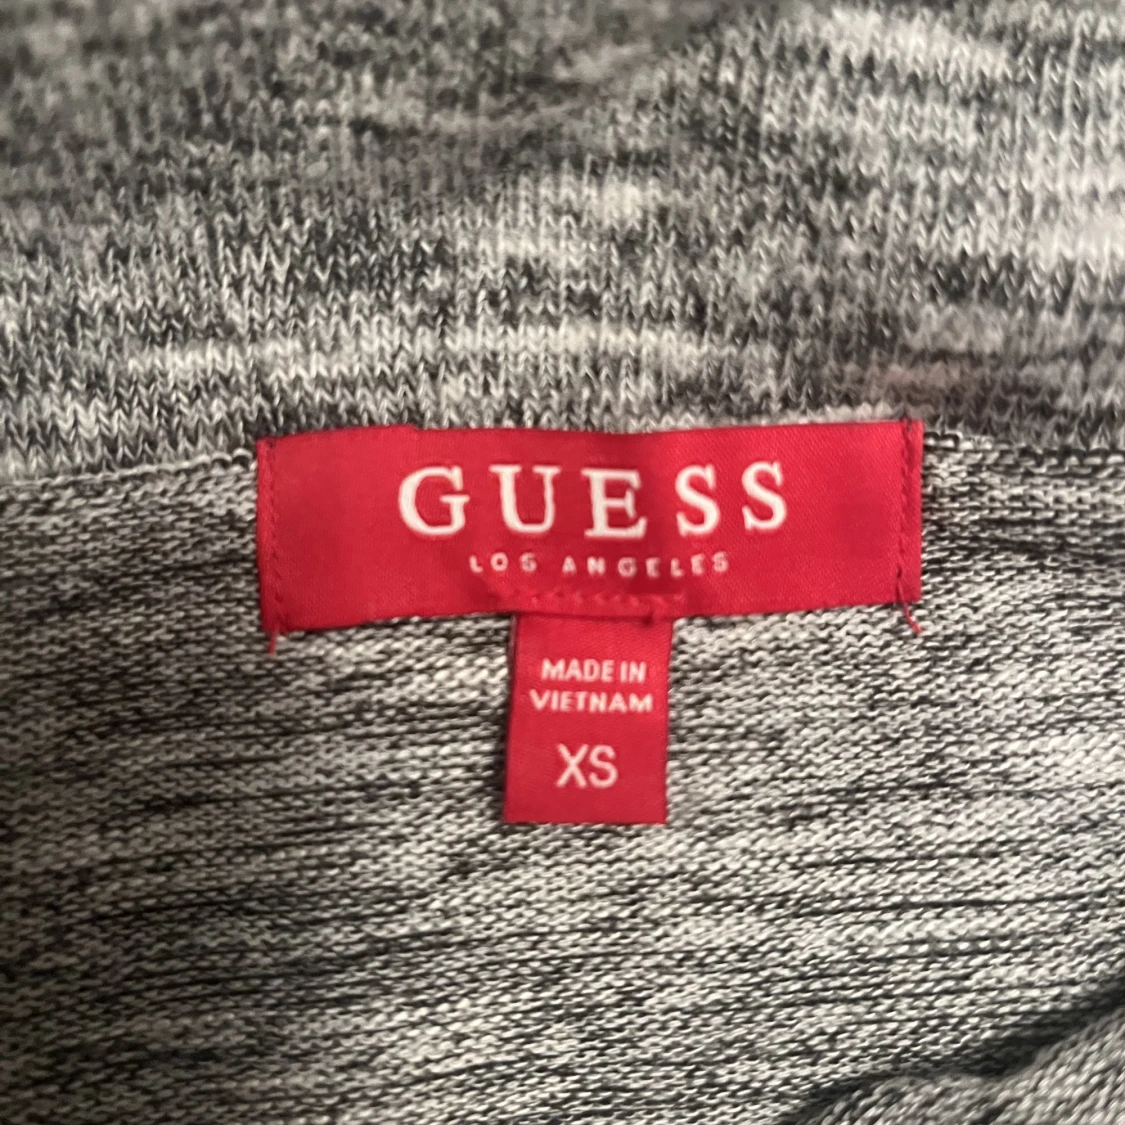 GUESS
LOS ANGELES
MADE IN
VIETNAM
XS